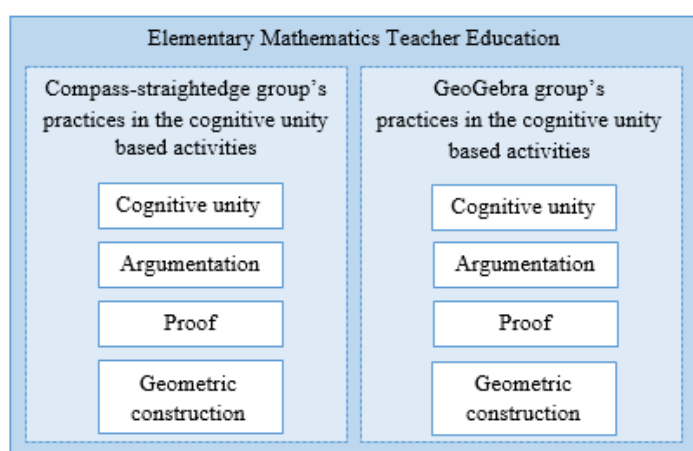 Elementary Mathematics Teacher Education
Compass-straightedge group's
practices in the cognitive unity
based activities
Cognitive unity
Argumentation
Proof
Geometric
construction
GeoGebra group's
practices in the cognitive unity
based activities
Cognitive unity
Argumentation
Proof
Geometric
construction